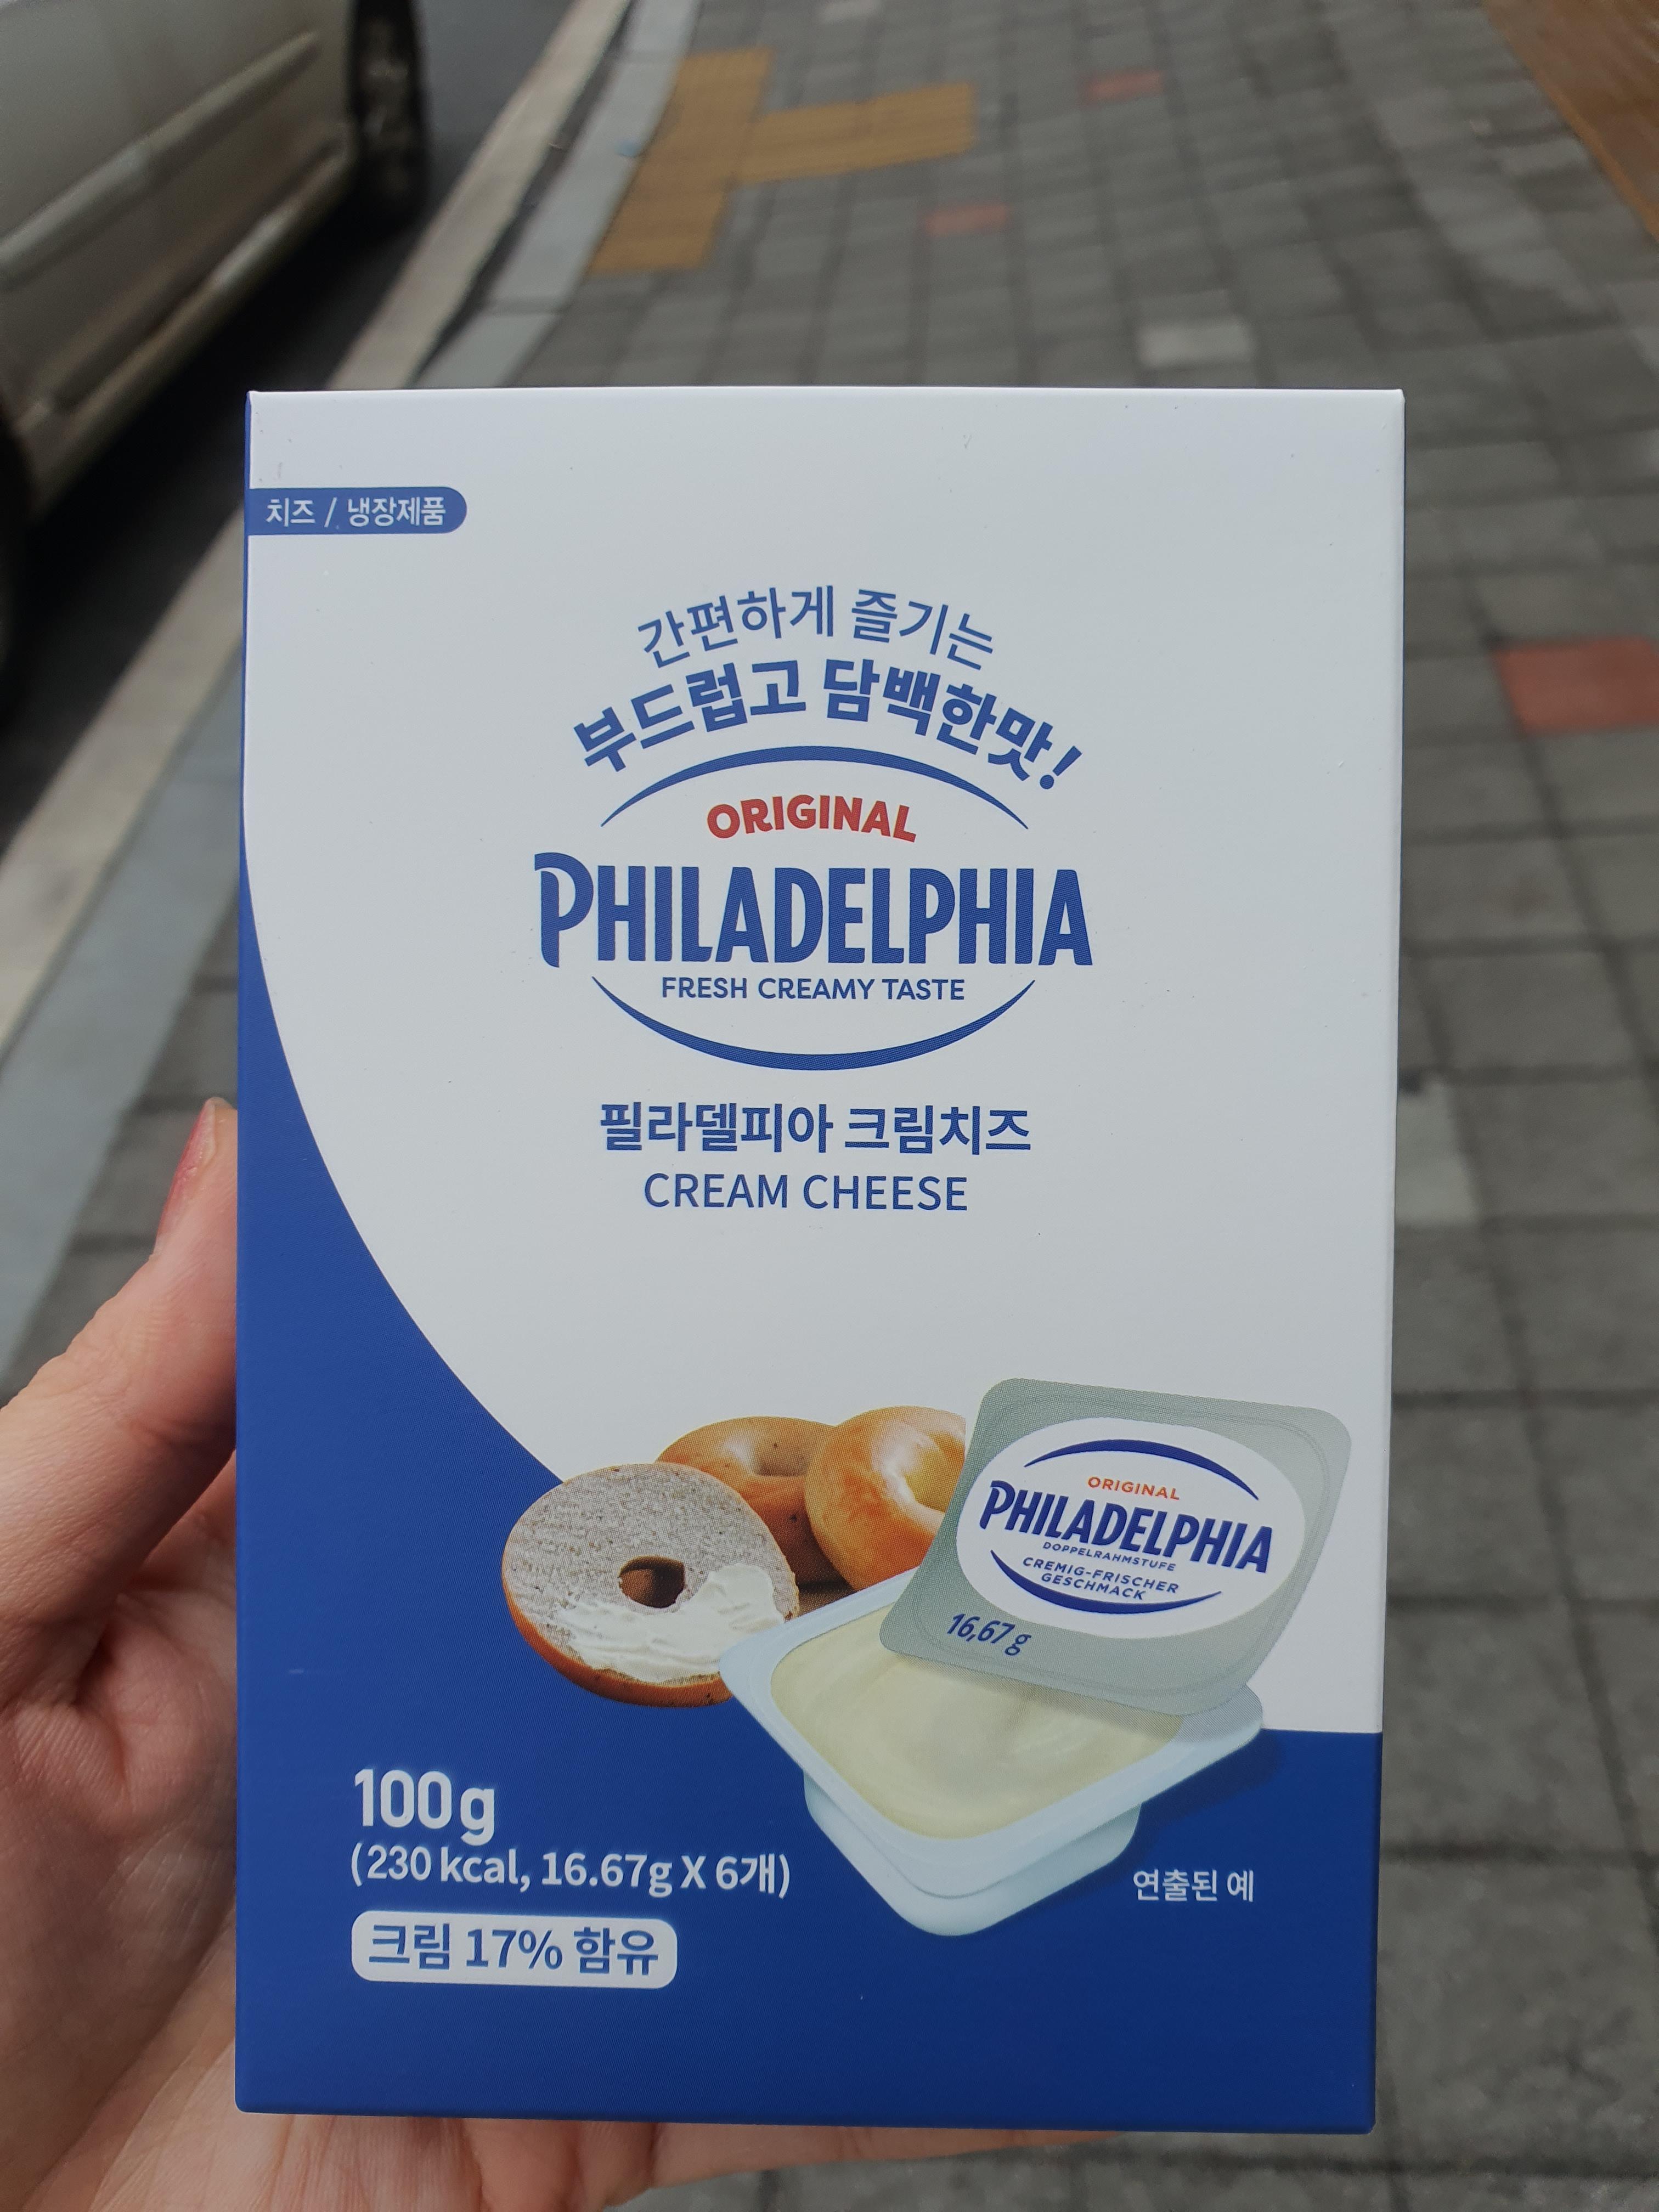 치즈 / 냉장제품
간편하게 즐기는
부드럽고 담백한맛!
ORIGINAL
PHILADELPHIA
FRESH CREAMY TASTE
필라델피아 크림치즈
CREAM CHEESE
ORIGINAL
PHILADELPHIA
DOPPELRAHMSTUFE
CREMIG-FRISCHER
GESCHMACK
16,67 g
100g
(230 kcal, 16.67g X 6개)
연출된 예
크림 17% 함유